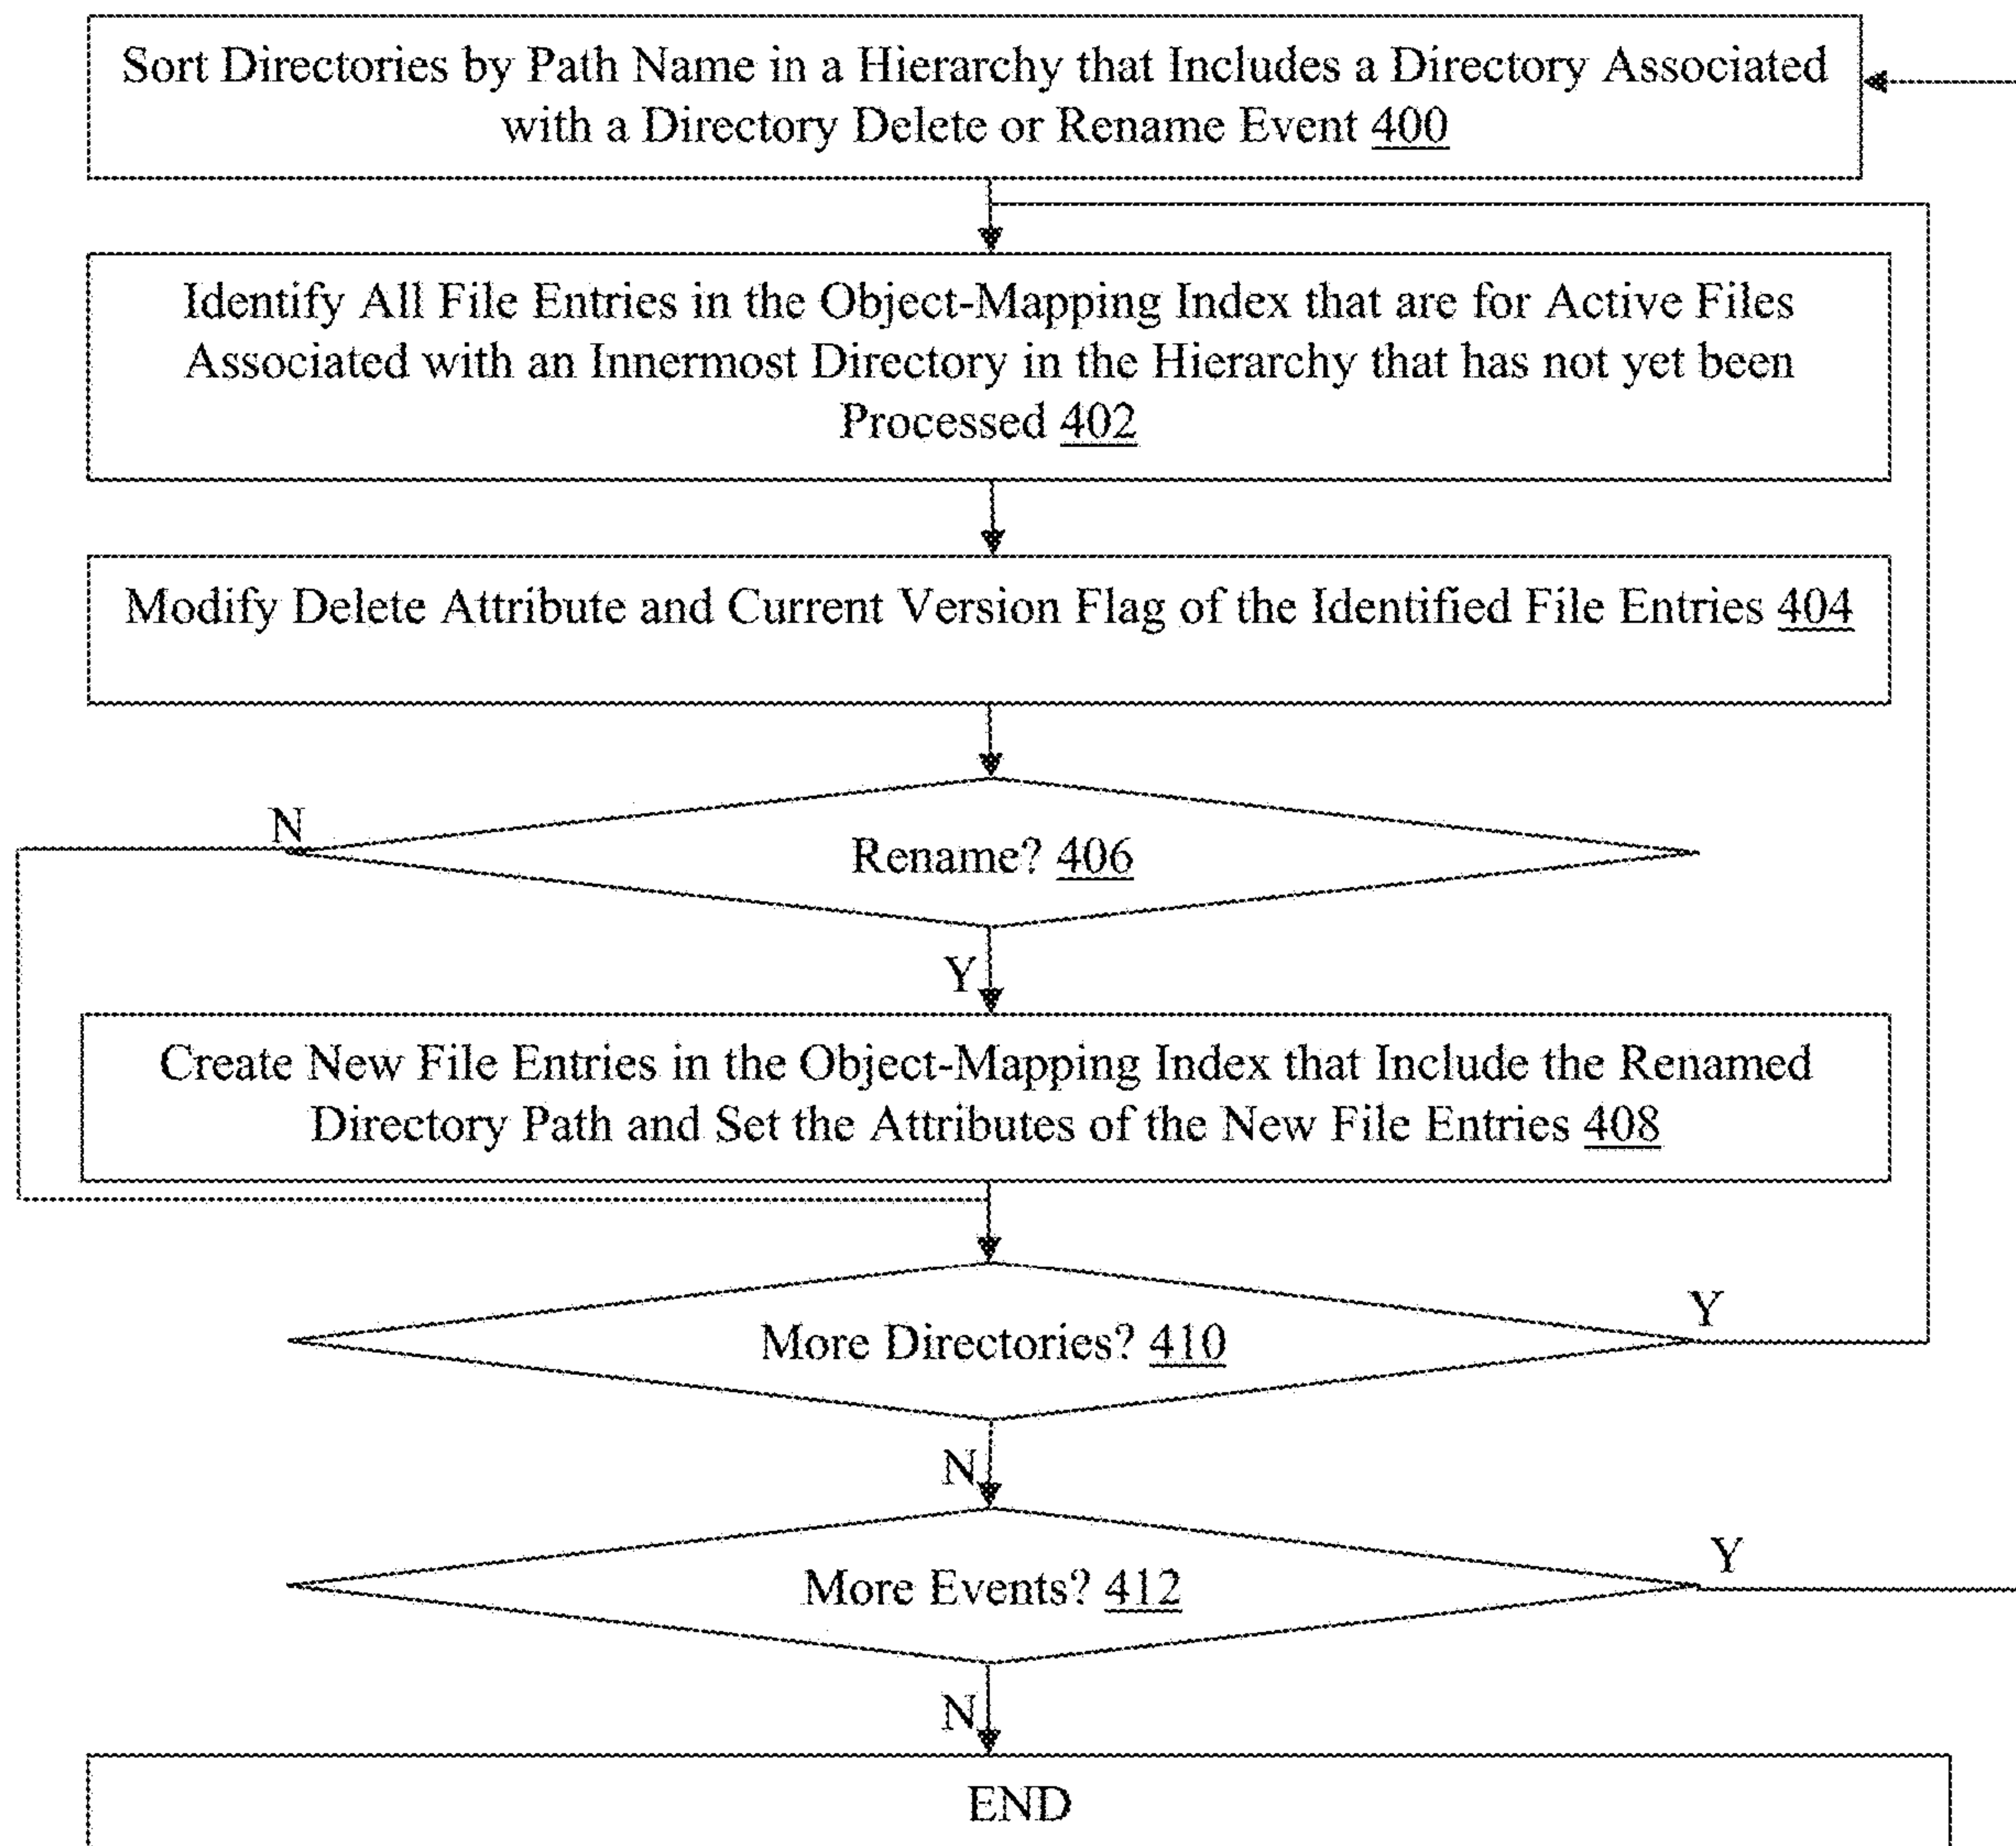 Sort Directories by Path Name in a Hierarchy that Includes a Directory Associated
with a Directory Delete or Rename Event 400
Identify All File Entries in the Object-Mapping Index that are for Active Files
Associated with an Innermost Directory in the Hierarchy that has not yet been
Processed 402
Modify Delete Attribute and Current Version Flag of the Identified File Entries 404
N
Rename? 406
Y
Create New File Entries in the Object-Mapping Index that Include the Renamed
Directory Path and Set the Attributes of the New File Entries 408
Y
More Directories? 410
N
Y
More Events? 412
N
END